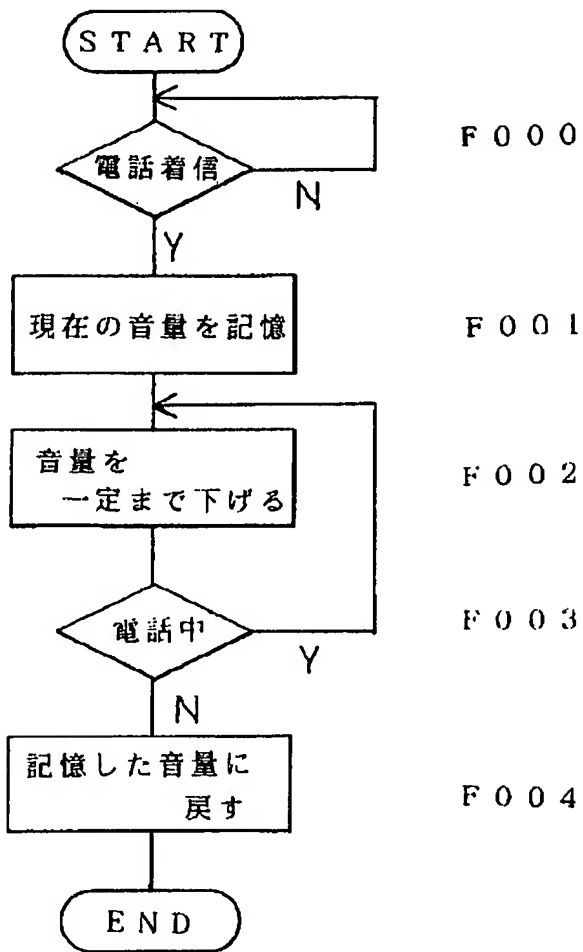 START
電話着信
F000
N
Y
現在の音量を記憶
F001
音量を
一定まで下げる
F002
電話中
F003
Y
N
記憶した音量に
戻す
F004
END